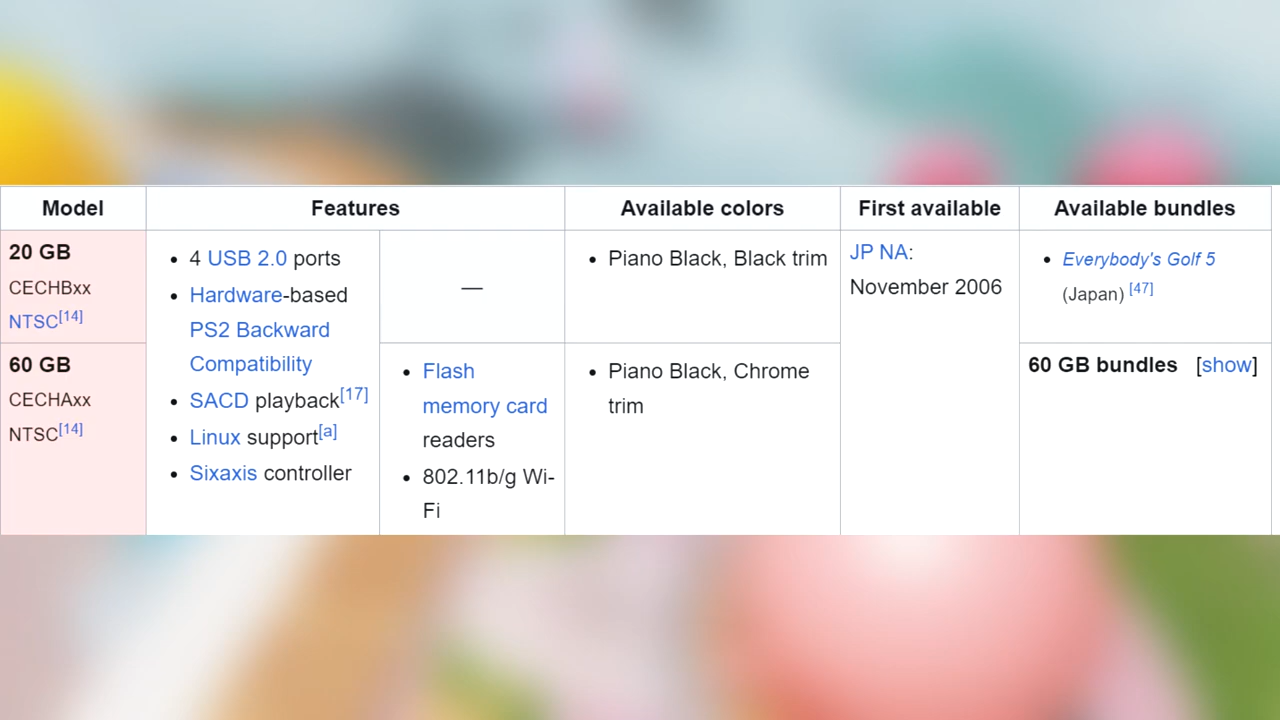 Model Features Available colors First available Available bundles
20 GB
CECHBxx
NTSC[14]
60 GB
CECHAxx
NTSC[14]
• 4 USB 2.0 ports
• Hardware-based
PS2 Backward
Compatibility
• SACD playback[17]
• Linux support[a]
• Sixaxis controller
—
• Flash
memory card
readers
• 802.11b/g Wi-
Fi
• Piano Black, Black trim
• Piano Black, Chrome
trim
JP NA:
November 2006
• Everybody's Golf 5
(Japan) [47]
60 GB bundles [show]